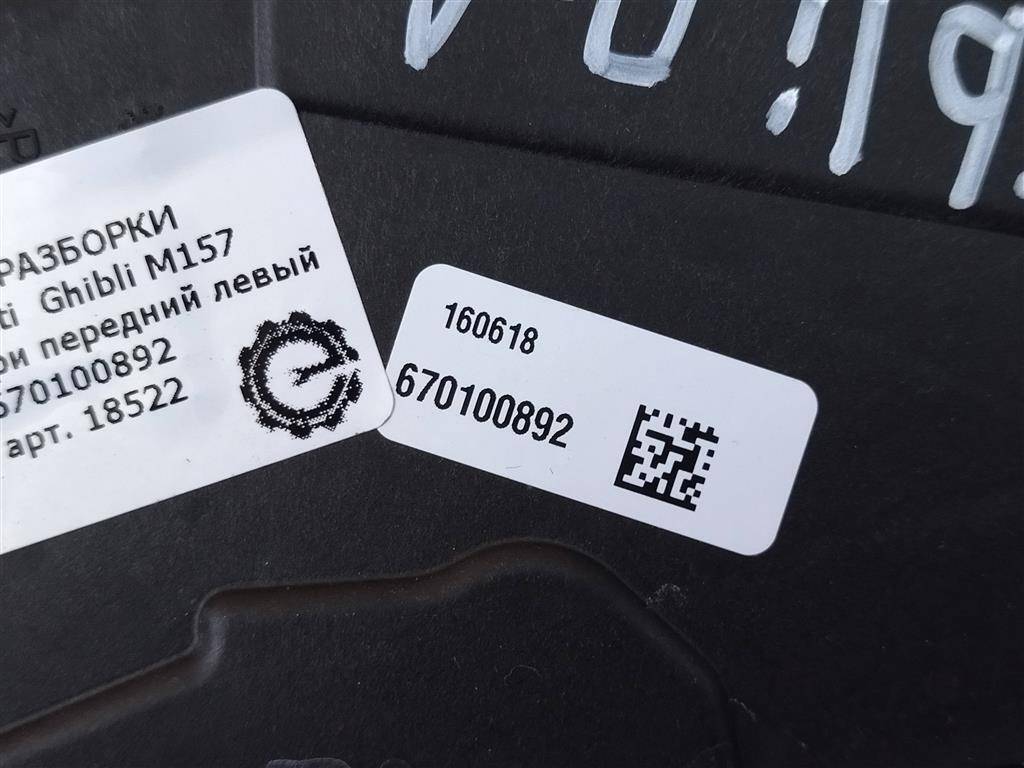 РАЗБОРКИ
Ghibli M157
передний левый
670100892
арт. 18522
160618
670100892